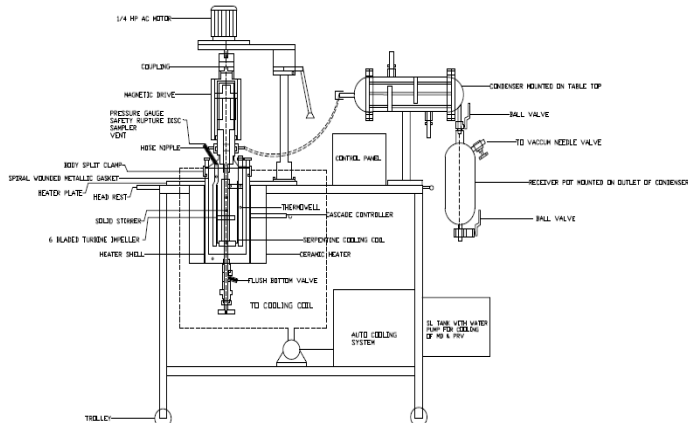 1/4 HP AC MOTOR
COUPLING
MAGNETIC DRIVE
PRESSURE GAUGE
SAFETY RUPTURE DISC
SAMPLER
VENT
HOSE NIPPLE
BODY SPLIT CLAMP
SPIRAL WOUNDED METALLIC GASKET
HEATER PLATE
HEAD REST
SOLID STIRRER
6 BLADED TURBINE IMPELLER
HEATER SHELL
THERMOWELL
CASCADE CONTROLLER
SERPENTINE COOLING COIL
CERAMIC HEATER
FLUSH BOTTOM VALVE
TO COOLING COIL
CONTROL PANEL
CONDENSER MOUNTED ON TABLE TOP
BALL VALVE
TO VACCUM NEEDLE VALVE
RECEIVER POT MOUNTED ON OUTLET OF CONDENSER
BALL VALVE
AUTO COOLING
SYSTEM
5L TANK WITH WATER
PUMP FOR COOLING
OF MD & PRV
TROLLEY